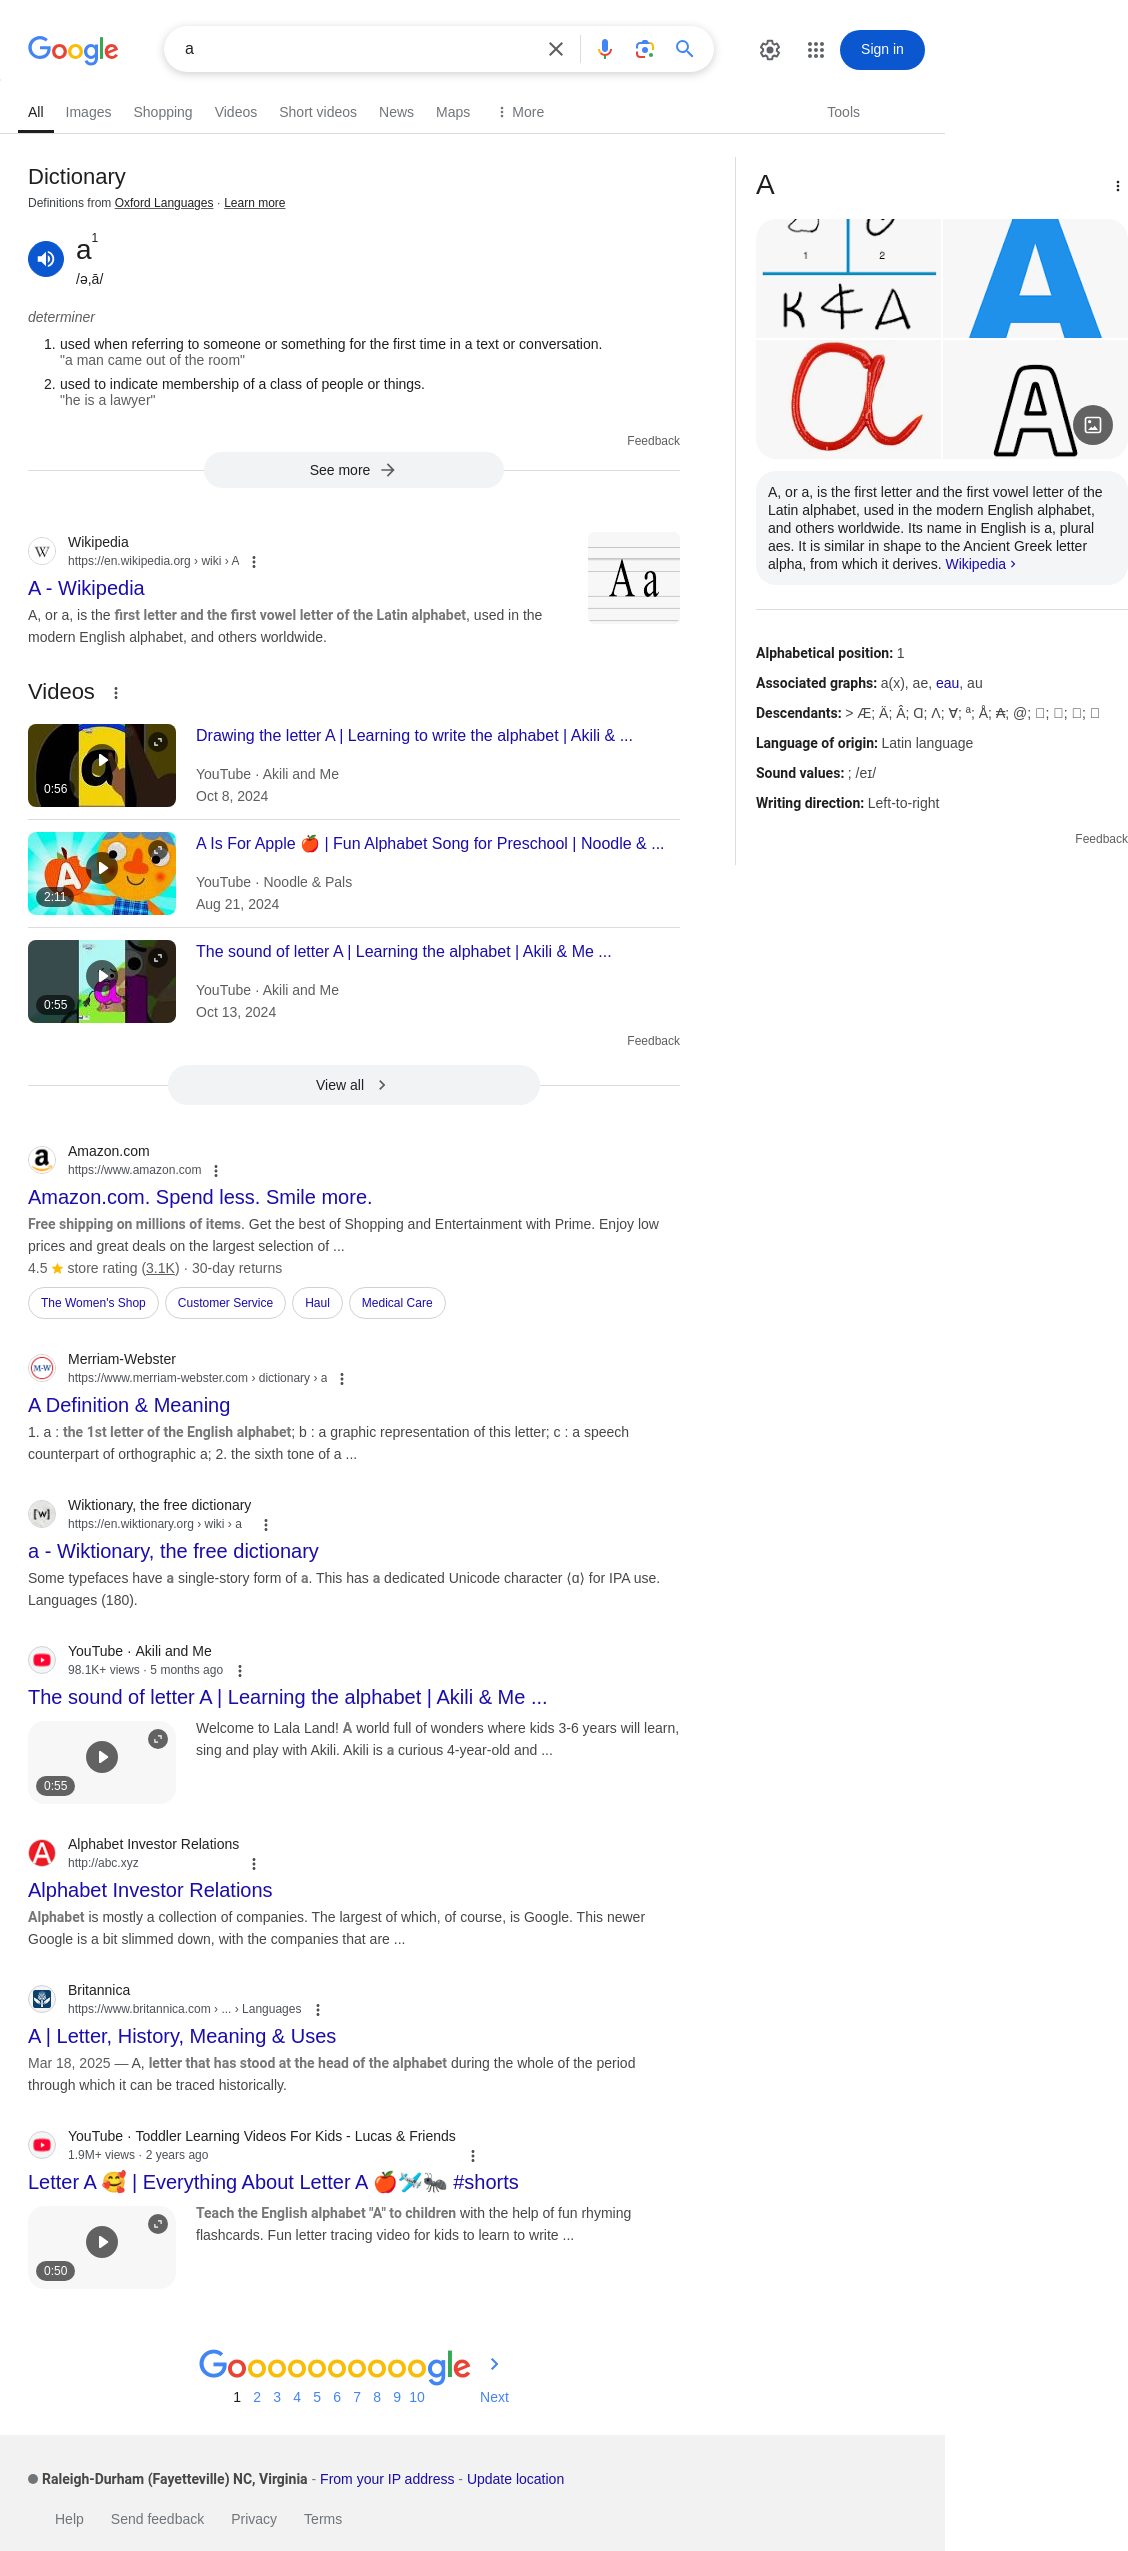 Google
a
Sign in
All
Images
Shopping
Videos
Short videos
News
Maps
More
Tools
Dictionary
Definitions from Oxford Languages · Learn more
a1
/ə,ā/
determiner
1. used when referring to someone or something for the first time in a text or conversation.
"a man came out of the room"
2. used to indicate membership of a class of people or things.
"he is a lawyer"
Feedback
See more
Wikipedia
https://en.wikipedia.org › wiki › A
A - Wikipedia
A, or a, is the first letter and the first vowel letter of the Latin alphabet, used in the
modern English alphabet, and others worldwide.
A a
Videos
a
0:56
Drawing the letter A | Learning to write the alphabet | Akili & ...
YouTube · Akili and Me
Oct 8, 2024
A
2:11
A Is For Apple 🍎 | Fun Alphabet Song for Preschool | Noodle & ...
YouTube · Noodle & Pals
Aug 21, 2024
a
0:55
The sound of letter A | Learning the alphabet | Akili & Me ...
YouTube · Akili and Me
Oct 13, 2024
Feedback
View all
a
Amazon.com
https://www.amazon.com
Amazon.com. Spend less. Smile more.
Free shipping on millions of items. Get the best of Shopping and Entertainment with Prime. Enjoy low
prices and great deals on the largest selection of ...
4.5 ★ store rating (3.1K) · 30-day returns
The Women's Shop
Customer Service
Haul
Medical Care
M-W
Merriam-Webster
https://www.merriam-webster.com › dictionary › a
A Definition & Meaning
1. a : the 1st letter of the English alphabet; b : a graphic representation of this letter; c : a speech
counterpart of orthographic a; 2. the sixth tone of a ...
[w]
Wiktionary, the free dictionary
https://en.wiktionary.org › wiki › a
a - Wiktionary, the free dictionary
Some typefaces have a single-story form of a. This has a dedicated Unicode character ⟨ɑ⟩ for IPA use.
Languages (180).
YouTube · Akili and Me
98.1K+ views · 5 months ago
The sound of letter A | Learning the alphabet | Akili & Me ...
Welcome to Lala Land! A world full of wonders where kids 3-6 years will learn,
sing and play with Akili. Akili is a curious 4-year-old and ...
0:55
A
Alphabet Investor Relations
http://abc.xyz
Alphabet Investor Relations
Alphabet is mostly a collection of companies. The largest of which, of course, is Google. This newer
Google is a bit slimmed down, with the companies that are ...
Britannica
https://www.britannica.com › ... › Languages
A | Letter, History, Meaning & Uses
Mar 18, 2025 — A, letter that has stood at the head of the alphabet during the whole of the period
through which it can be traced historically.
YouTube · Toddler Learning Videos For Kids - Lucas & Friends
1.9M+ views · 2 years ago
Letter A 🥰 | Everything About Letter A 🍎🛩️🐜 #shorts
Teach the English alphabet "A" to children with the help of fun rhyming
flashcards. Fun letter tracing video for kids to learn to write ...
0:50
A
1 2
A
a
A
A, or a, is the first letter and the first vowel letter of the
Latin alphabet, used in the modern English alphabet,
and others worldwide. Its name in English is a, plural
aes. It is similar in shape to the Ancient Greek letter
alpha, from which it derives. Wikipedia ›
Alphabetical position: 1
Associated graphs: a(x), ae, eau, au
Descendants: > Æ; Ä; Â; Ɑ; Λ; Ɐ; ª; Å; ₳; @;
Language of origin: Latin language
Sound values: ; /eɪ/
Writing direction: Left-to-right
Feedback
Goooooooooogle
1 2 3 4 5 6 7 8 9 10 Next
Raleigh-Durham (Fayetteville) NC, Virginia - From your IP address - Update location
Help
Send feedback
Privacy
Terms